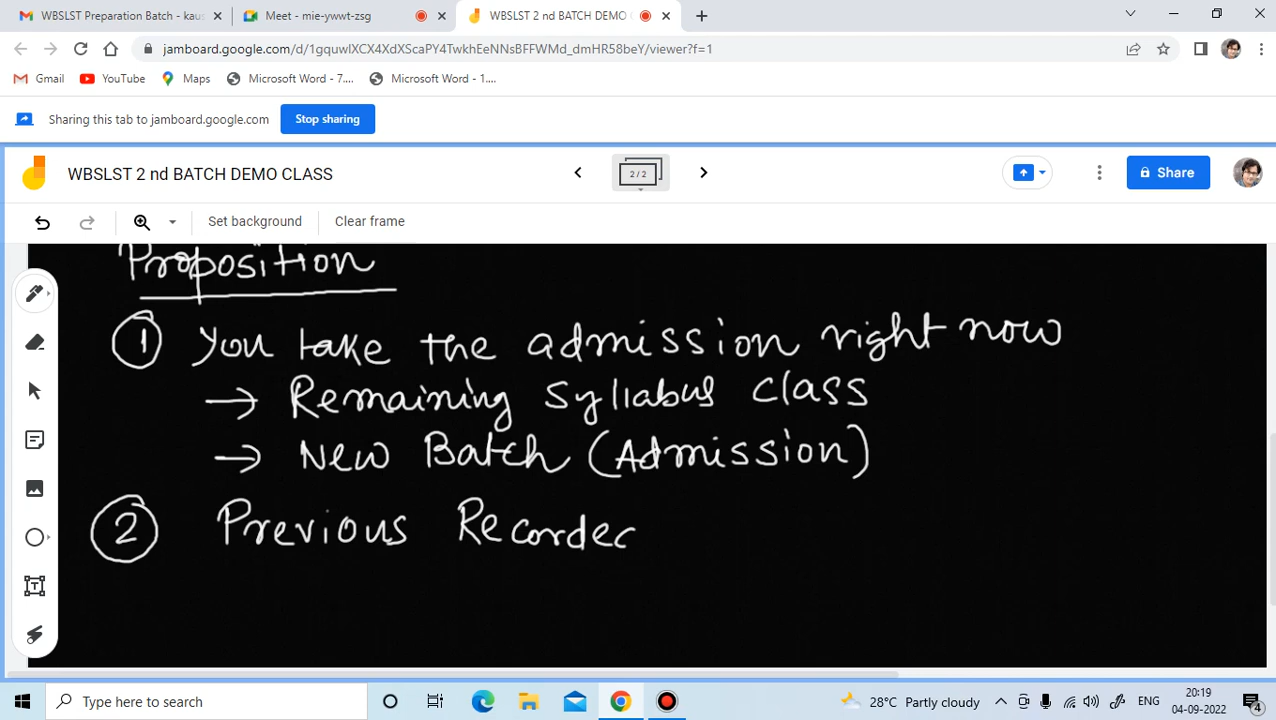 WBSLST Preparation Batch - kaus
Meet - mie-ywwt-zsg
WBSLST 2 nd BATCH DEMO C
jamboard.google.com/d/1gquwlXCX4XdXScaPY4TwkhEeNNsBFFWMd_dmHR58beY/viewer?f=1
Gmail YouTube Maps Microsoft Word - 7.... Microsoft Word - 1....
Sharing this tab to jamboard.google.com Stop sharing
WBSLST 2 nd BATCH DEMO CLASS 2 / 2 Share
Set background Clear frame
Proposition
① You take the admission right now
→ Remaining Syllabus class
→ New Batch (Admission)
② Previous Recordec
Type here to search 28°C Partly cloudy ENG 20:19
04-09-2022 4